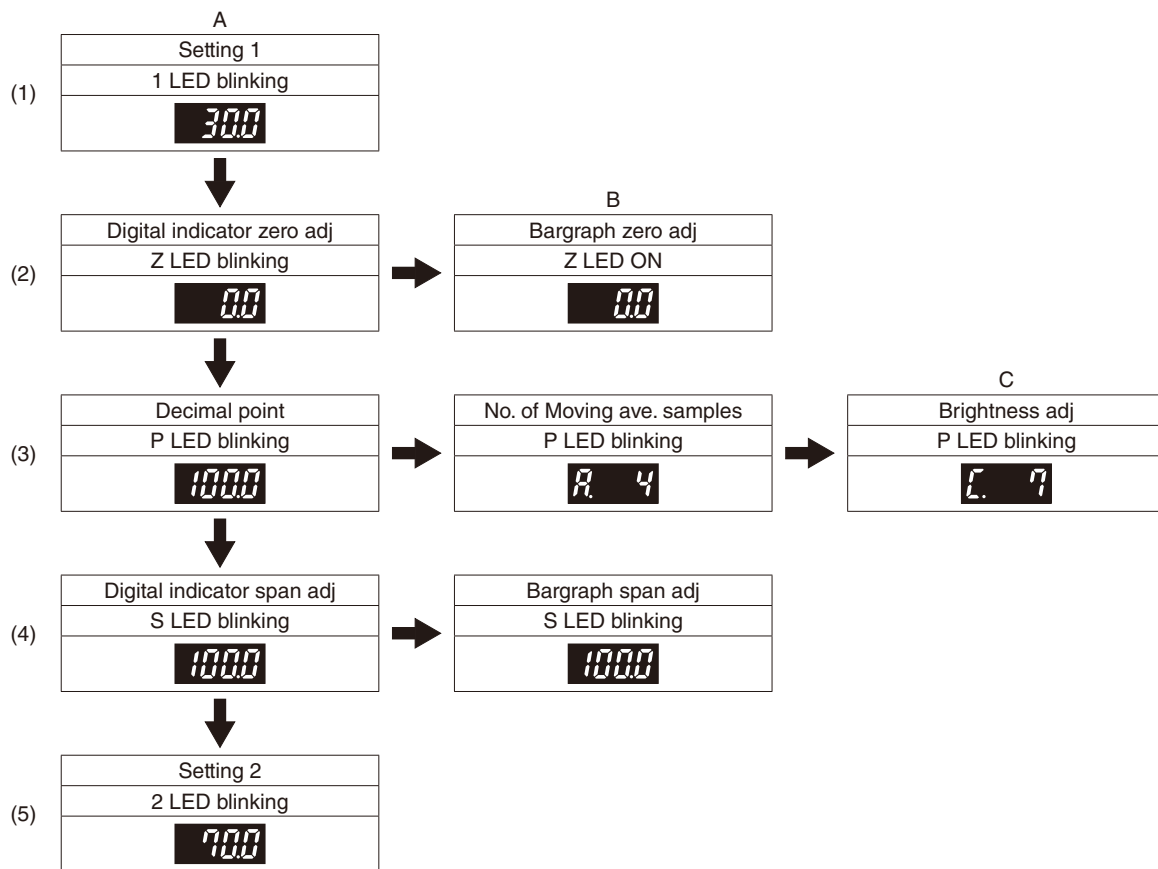 A
Setting 1
1 LED blinking
(1)
30.0
B
Digital indicator zero adj
Bargraph zero adj
Z LED blinking
Z LED ON
(2)
0.0
0.0
C
Decimal point
No. of Moving ave. samples
Brightness adj
P LED blinking
P LED blinking
P LED blinking
(3)
100.0
A. 4
C. 7
Digital indicator span adj
Bargraph span adj
S LED blinking
S LED blinking
(4)
100.0
100.0
Setting 2
2 LED blinking
(5)
70.0